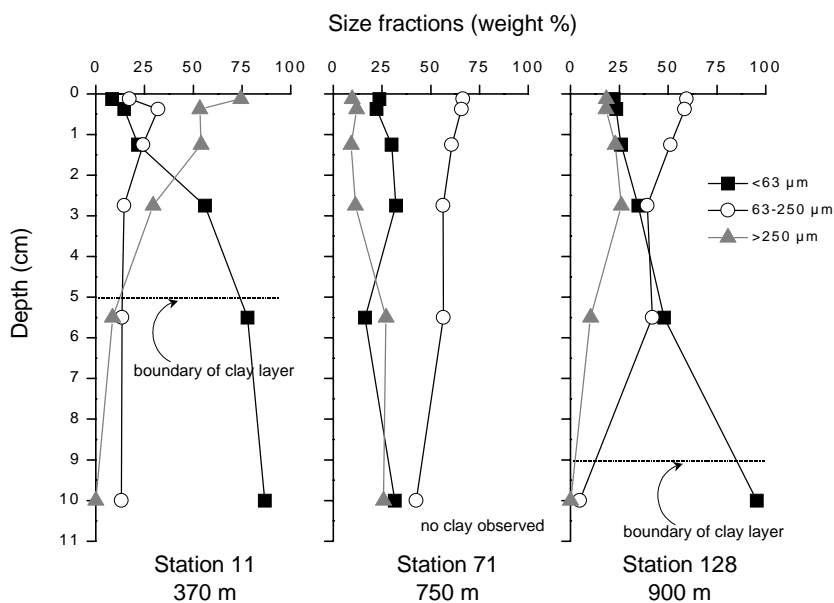 Size fractions (weight %)
0 25 50 75 100 0 25 50 75 100 0 25 50 75 100
0
1
2
3
4
5
6
7
8
9
10
11
Depth (cm)
<63 µm
63-250 µm
>250 µm
boundary of clay layer
no clay observed
boundary of clay layer
Station 11
370 m
Station 71
750 m
Station 128
900 m